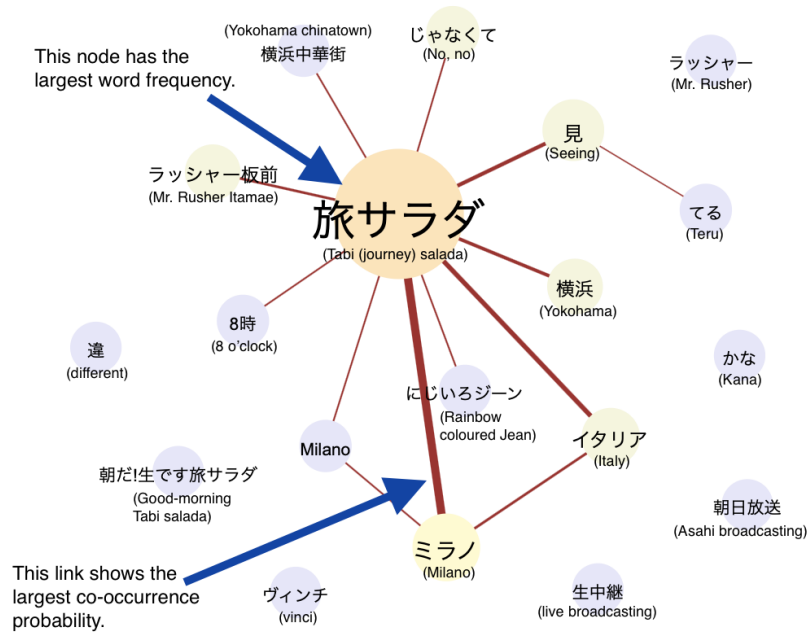 (Yokohama chinatown)
横浜中華街
じゃなくて
(No, no)
ラッシャー
(Mr. Rusher)
This node has the
largest word frequency.
見
(Seeing)
ラッシャー板前
(Mr. Rusher Itamae)
てる
(Teru)
旅サラダ
(Tabi (journey) salada)
横浜
(Yokohama)
8時
(8 o’clock)
違
(different)
かな
(Kana)
にじいろジーン
(Rainbow
coloured Jean)
イタリア
(Italy)
Milano
朝だ!生です旅サラダ
(Good-morning
Tabi salada)
朝日放送
(Asahi broadcasting)
ミラノ
(Milano)
This link shows the
largest co-occurrence
probability.
ヴィンチ
(vinci)
生中継
(live broadcasting)